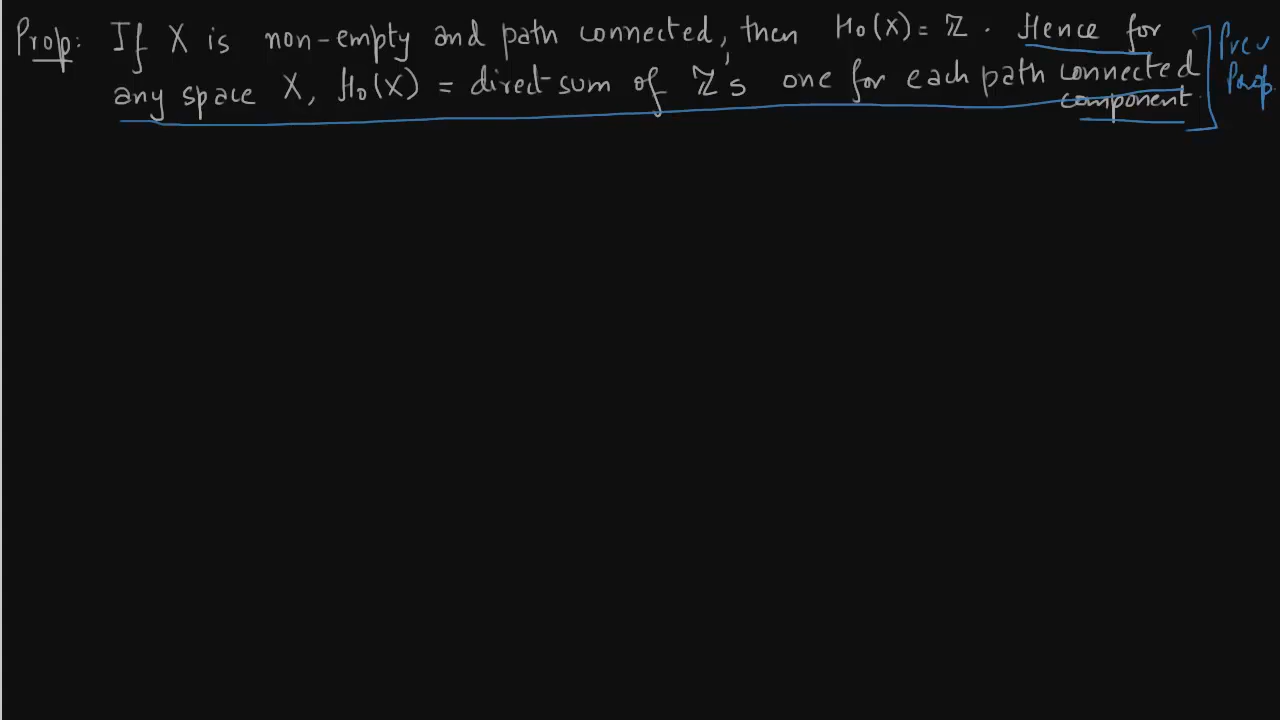 Prop: If X is non-empty and path connected, then H₀(X) = ℤ. Hence for
any space X, H₀(X) = direct sum of ℤ's one for each path connected
component
Prev
Prop.